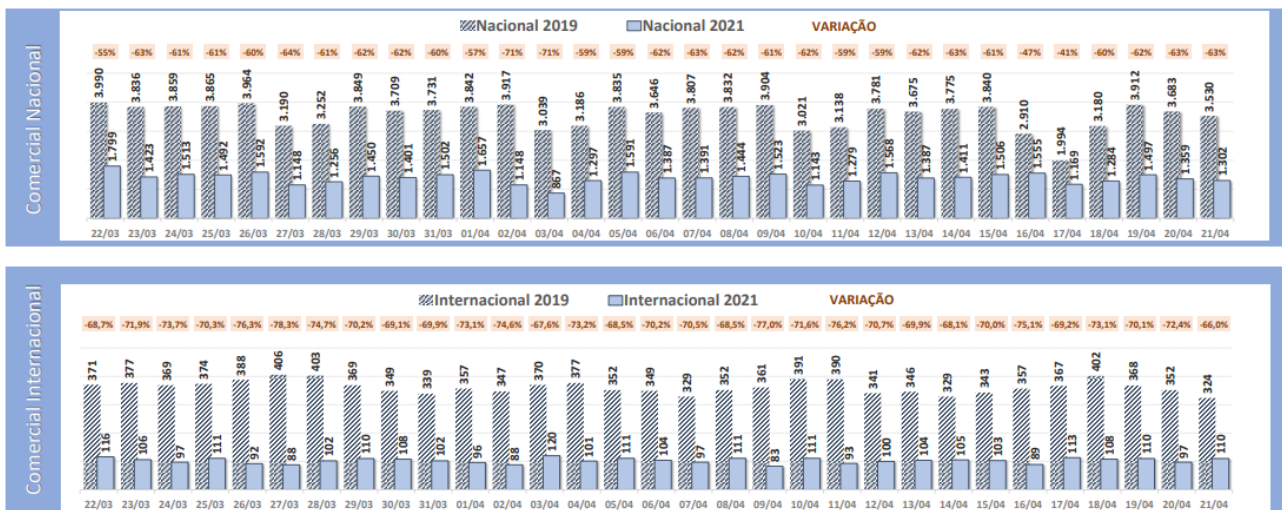 Comercial Nacional
Nacional 2019 Nacional 2021 VARIAÇÃO
-55% -63% -61% -61% -60% -64% -61% -62% -62% -60% -57% -71% -71% -59% -59% -62% -63% -62% -61% -62% -59% -59% -62% -63% -61% -47% -41% -60% -62% -63% -63%
3.990 3.836 3.859 3.865 3.964 3.190 3.252 3.849 3.709 3.731 3.842 3.917 3.039 3.186 3.835 3.646 3.807 3.832 3.904 3.021 3.138 3.781 3.675 3.775 3.840 2.910 1.994 3.180 3.912 3.683 3.530
1.799 1.423 1.513 1.492 1.592 1.148 1.256 1.450 1.401 1.502 1.657 1.148 867 1.297 1.591 1.387 1.391 1.444 1.523 1.143 1.279 1.568 1.387 1.411 1.506 1.555 1.169 1.284 1.497 1.359 1.302
22/03 23/03 24/03 25/03 26/03 27/03 28/03 29/03 30/03 31/03 01/04 02/04 03/04 04/04 05/04 06/04 07/04 08/04 09/04 10/04 11/04 12/04 13/04 14/04 15/04 16/04 17/04 18/04 19/04 20/04 21/04
Comercial Internacional
Internacional 2019 Internacional 2021 VARIAÇÃO
-68,7% -71,9% -73,7% -70,3% -76,3% -78,3% -74,7% -70,2% -69,1% -69,9% -73,1% -74,6% -67,6% -73,2% -68,5% -70,2% -70,5% -68,5% -77,0% -71,6% -76,2% -70,7% -69,9% -68,1% -70,0% -75,1% -69,2% -73,1% -70,1% -72,4% -66,0%
371 377 369 374 388 406 403 369 349 339 357 347 370 377 352 349 329 352 361 391 390 341 346 329 343 357 367 402 368 352 324
116 106 97 111 92 88 102 110 108 102 96 88 120 101 111 104 97 111 83 111 93 100 104 105 103 89 113 108 110 97 110
22/03 23/03 24/03 25/03 26/03 27/03 28/03 29/03 30/03 31/03 01/04 02/04 03/04 04/04 05/04 06/04 07/04 08/04 09/04 10/04 11/04 12/04 13/04 14/04 15/04 16/04 17/04 18/04 19/04 20/04 21/04